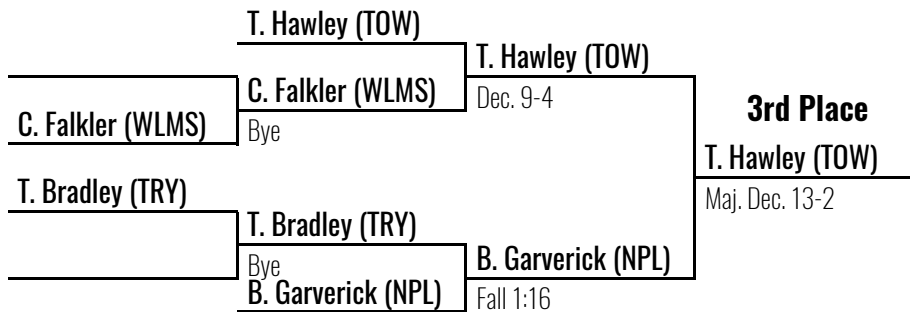 T. Hawley (TOW)
T. Hawley (TOW)
C. Falkler (WLMS)
Dec. 9-4
3rd Place
C. Falkler (WLMS)
Bye
T. Hawley (TOW)
T. Bradley (TRY)
Maj. Dec. 13-2
T. Bradley (TRY)
Bye
B. Garverick (NPL)
B. Garverick (NPL)
Fall 1:16